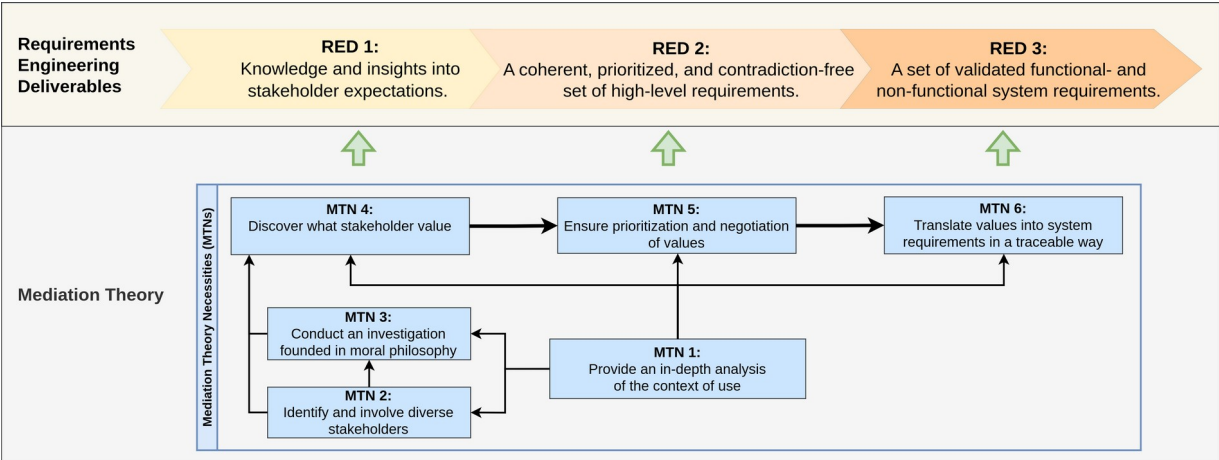 Requirements
Engineering
Deliverables
RED 1:
Knowledge and insights into
stakeholder expectations.
RED 2:
A coherent, prioritized, and contradiction-free
set of high-level requirements.
RED 3:
A set of validated functional- and
non-functional system requirements.
Mediation Theory
Mediation Theory Necessities (MTNs)
MTN 4:
Discover what stakeholder value
MTN 5:
Ensure prioritization and negotiation
of values
MTN 6:
Translate values into system
requirements in a traceable way
MTN 3:
Conduct an investigation
founded in moral philosophy
MTN 1:
Provide an in-depth analysis
of the context of use
MTN 2:
Identify and involve diverse
stakeholders